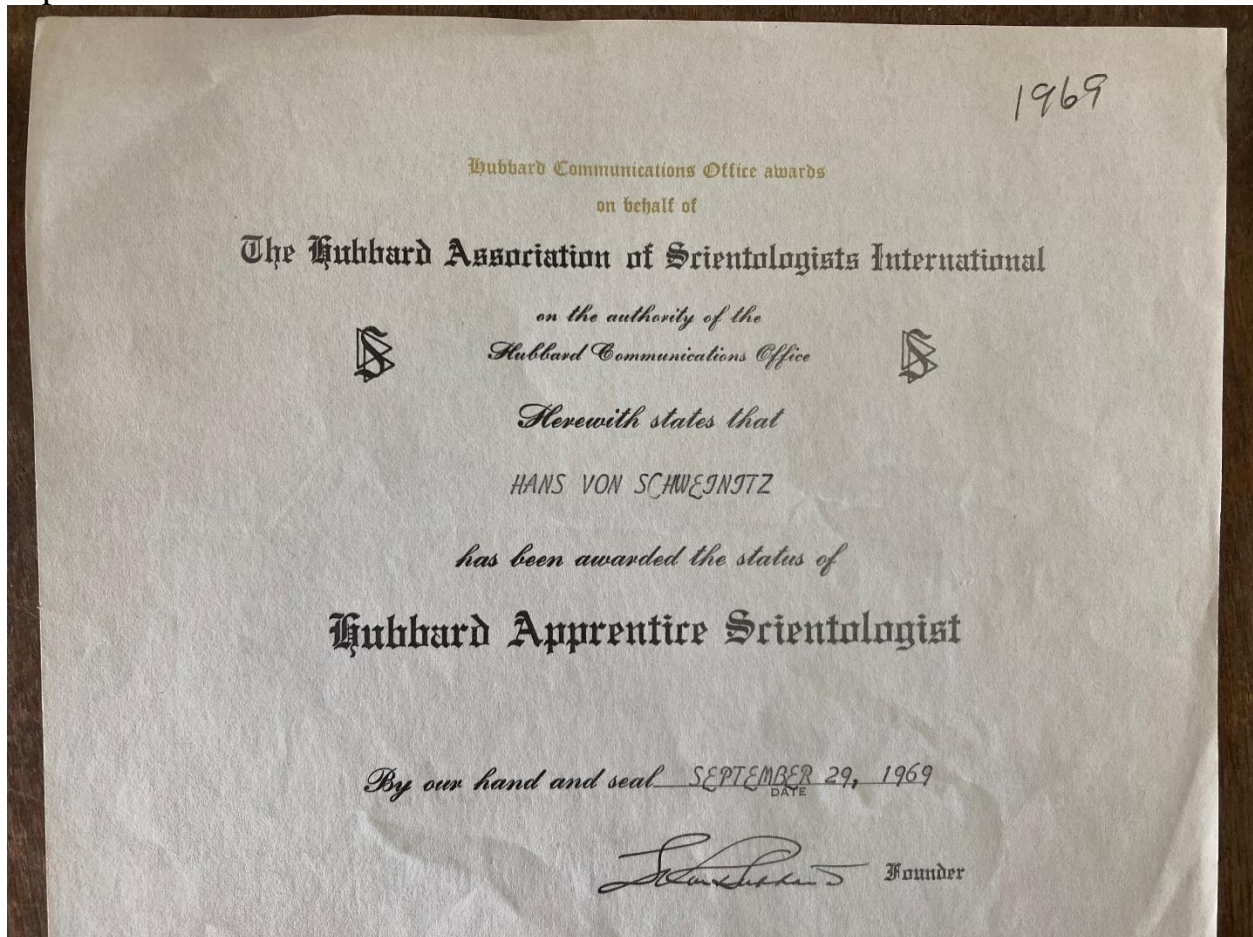 1969
Hubbard Communications Office awards
on behalf of
The Hubbard Association of Scientologists International
on the authority of the
Hubbard Communications Office
Herewith states that
HANS VON SCHWEINITZ
has been awarded the status of
Hubbard Apprentice Scientologist
By our hand and seal SEPTEMBER 29, 1969
DATE
Founder